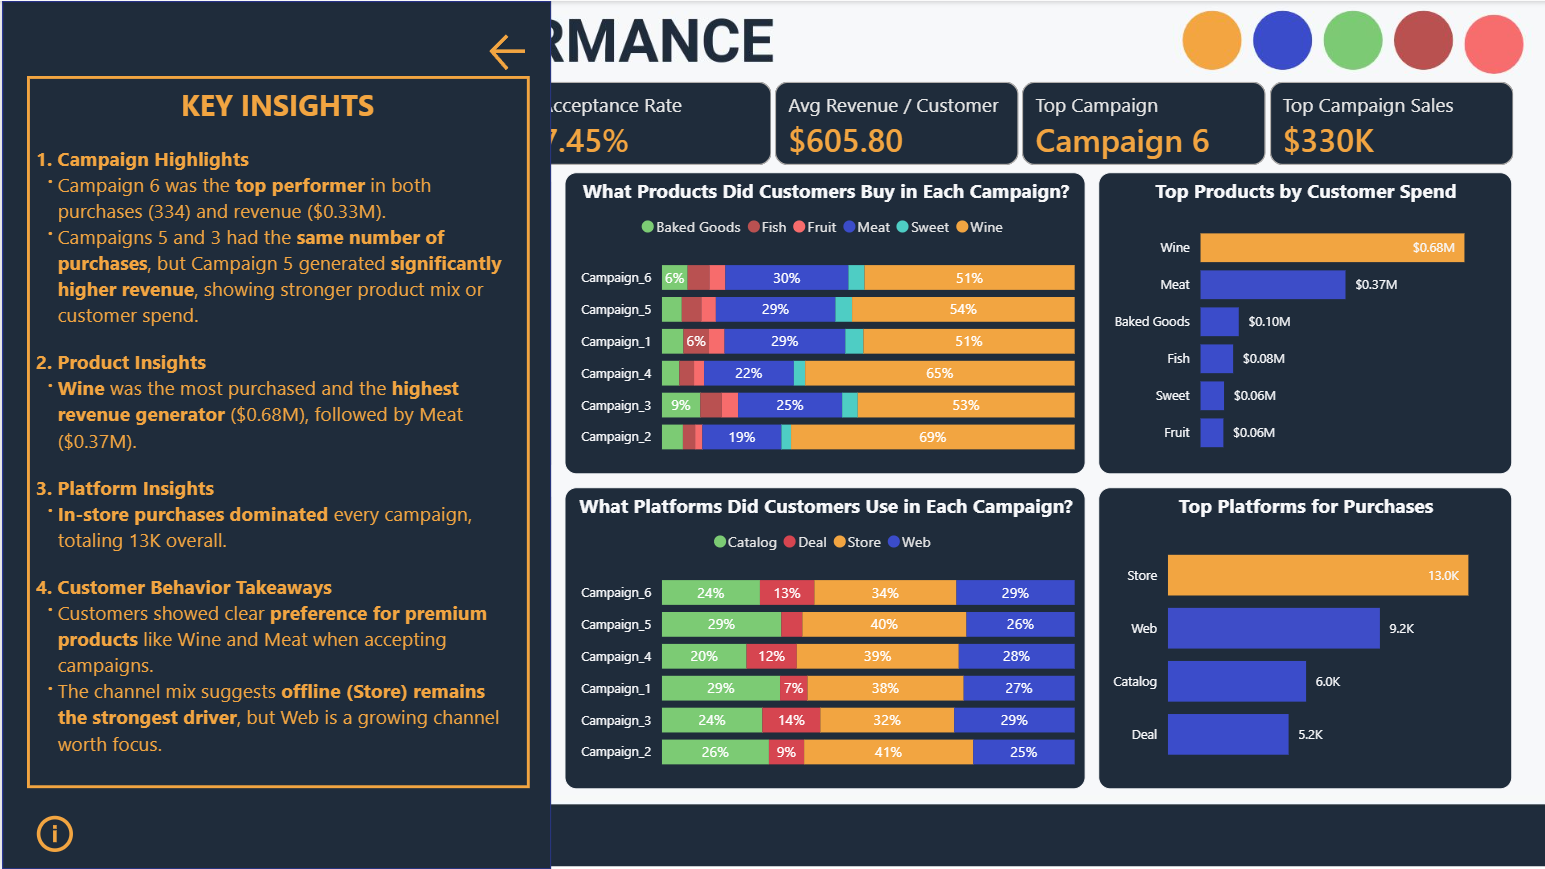 KEY INSIGHTS
1. Campaign Highlights
· Campaign 6 was the top performer in both
purchases (334) and revenue ($0.33M).
· Campaigns 5 and 3 had the same number of
purchases, but Campaign 5 generated significantly
higher revenue, showing stronger product mix or
customer spend.
2. Product Insights
· Wine was the most purchased and the highest
revenue generator ($0.68M), followed by Meat
($0.37M).
3. Platform Insights
· In-store purchases dominated every campaign,
totaling 13K overall.
4. Customer Behavior Takeaways
· Customers showed clear preference for premium
products like Wine and Meat when accepting
campaigns.
· The channel mix suggests offline (Store) remains
the strongest driver, but Web is a growing channel
worth focus.
RMANCE
Acceptance Rate
7.45%
Avg Revenue / Customer
$605.80
Top Campaign
Campaign 6
Top Campaign Sales
$330K
What Products Did Customers Buy in Each Campaign?
Baked Goods Fish Fruit Meat Sweet Wine
Campaign_6 6% 30% 51%
Campaign_5 29% 54%
Campaign_1 6% 29% 51%
Campaign_4 22% 65%
Campaign_3 9% 25% 53%
Campaign_2 19% 69%
Top Products by Customer Spend
Wine $0.68M
Meat $0.37M
Baked Goods $0.10M
Fish $0.08M
Sweet $0.06M
Fruit $0.06M
What Platforms Did Customers Use in Each Campaign?
Catalog Deal Store Web
Campaign_6 24% 13% 34% 29%
Campaign_5 29% 40% 26%
Campaign_4 20% 12% 39% 28%
Campaign_1 29% 7% 38% 27%
Campaign_3 24% 14% 32% 29%
Campaign_2 26% 9% 41% 25%
Top Platforms for Purchases
Store 13.0K
Web 9.2K
Catalog 6.0K
Deal 5.2K